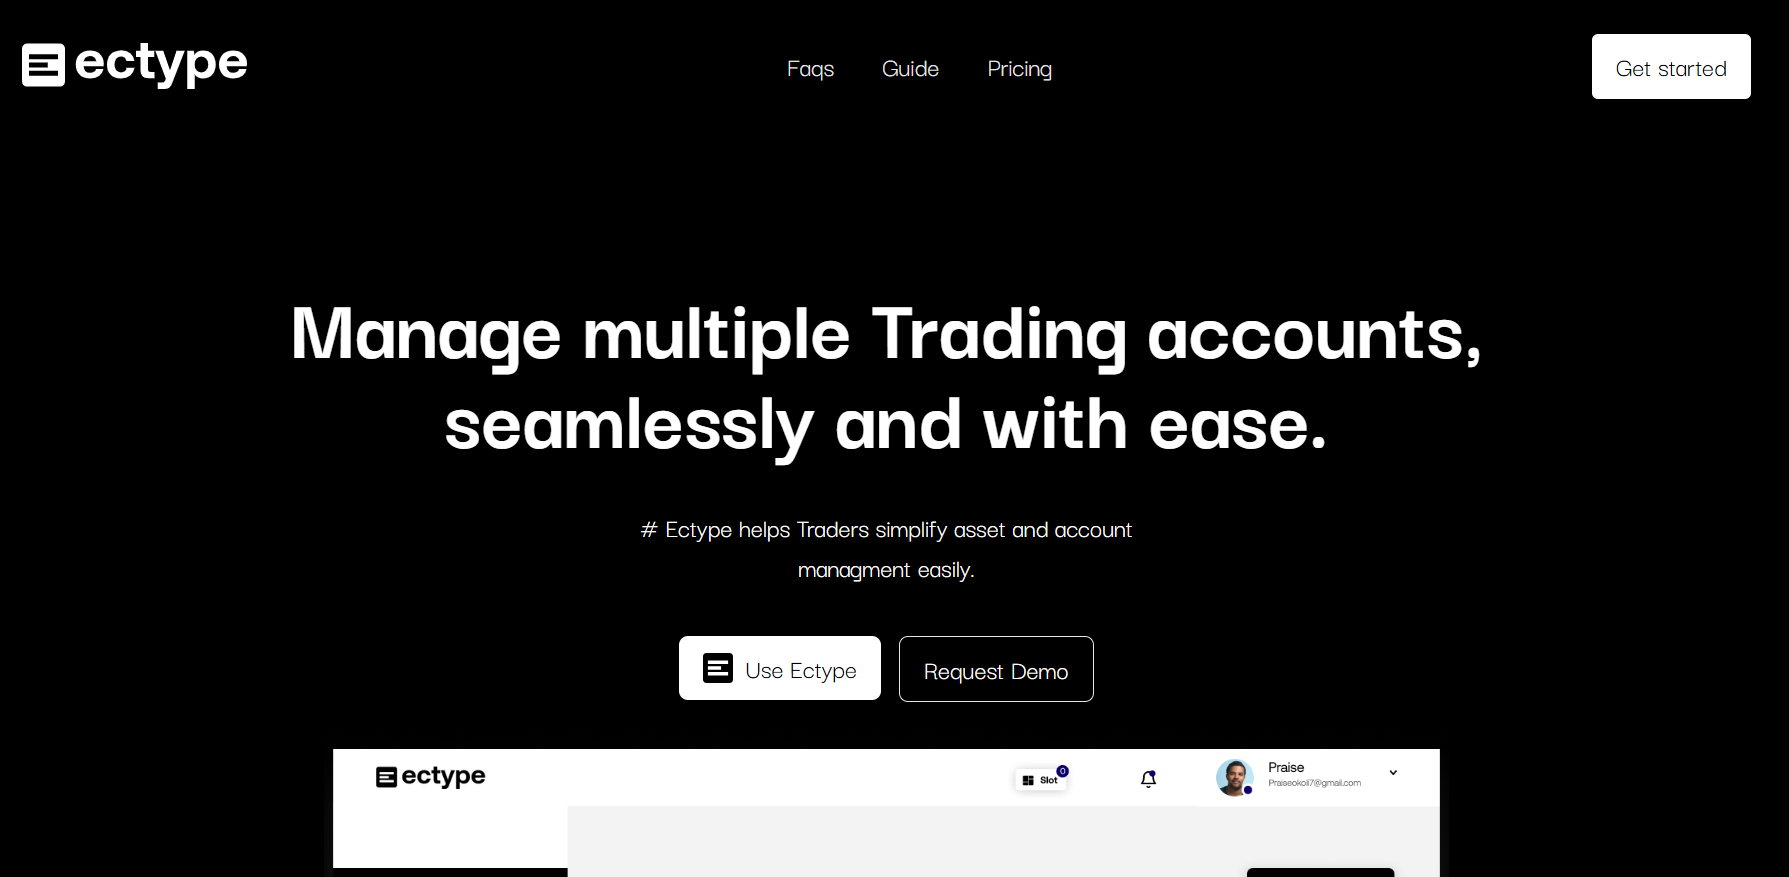 ectype
Faqs Guide Pricing
Get started
Manage multiple Trading accounts,
seamlessly and with ease.
# Ectype helps Traders simplify asset and account
managment easily.
Use Ectype
Request Demo
ectype
Slot
0
Praise
Praiseokoli7@gmail.com